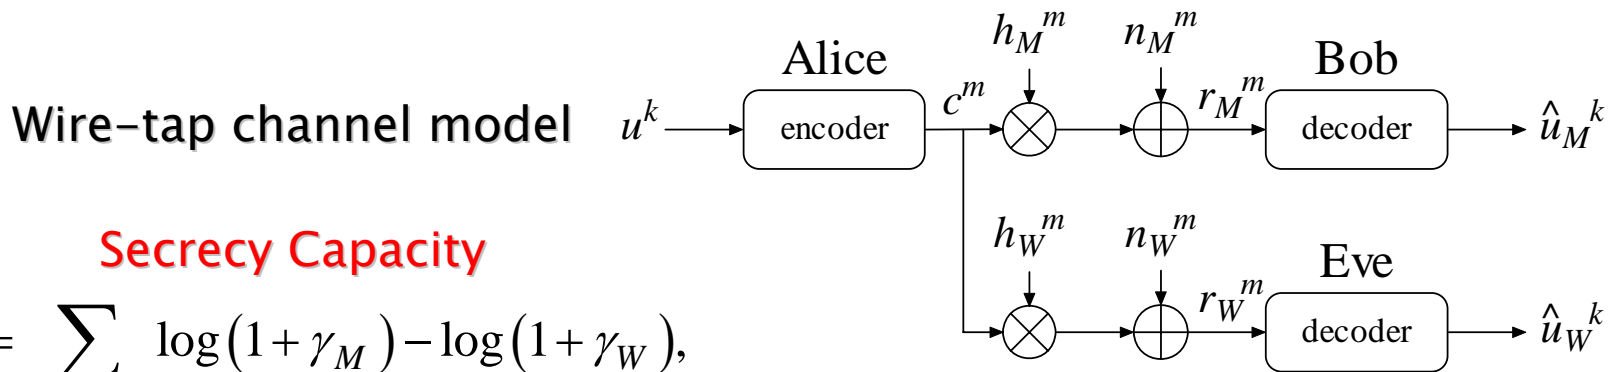 Wire-tap channel model
Secrecy Capacity
= ∑ log(1+γ_M)−log(1+γ_W),
h_M^m n_M^m
Alice Bob
u^k encoder c^m r_M^m decoder û_M^k
h_W^m n_W^m
Eve
r_W^m decoder û_W^k